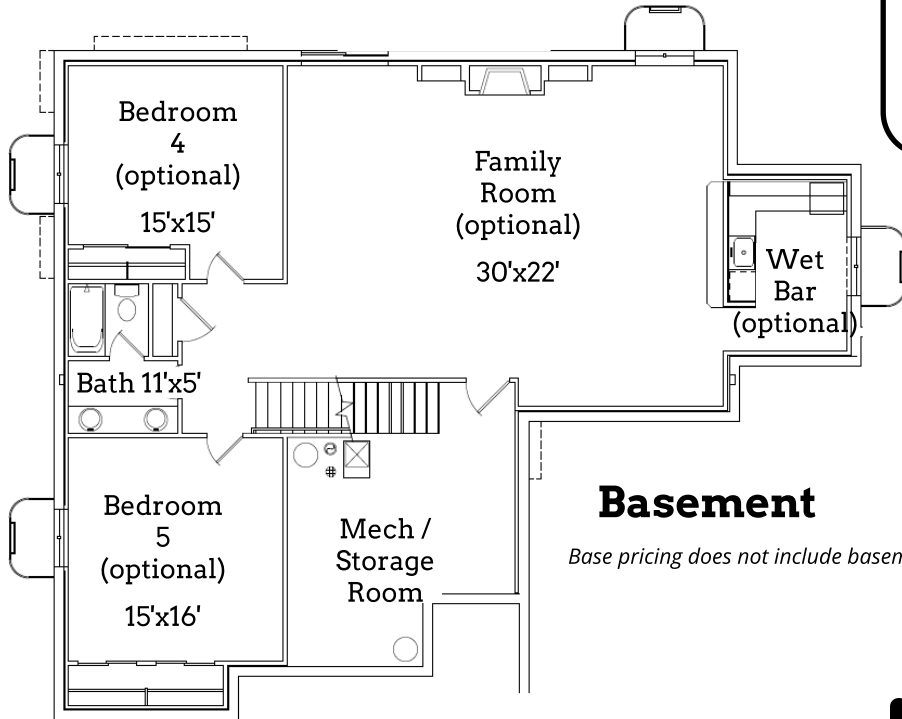 Bedroom
4
(optional)
15'x15'
Family
Room
(optional)
30'x22'
Wet
Bar
(optional)
Bath 11'x5'
Bedroom
5
(optional)
15'x16'
Mech /
Storage
Room
Basement
Base pricing does not include basem